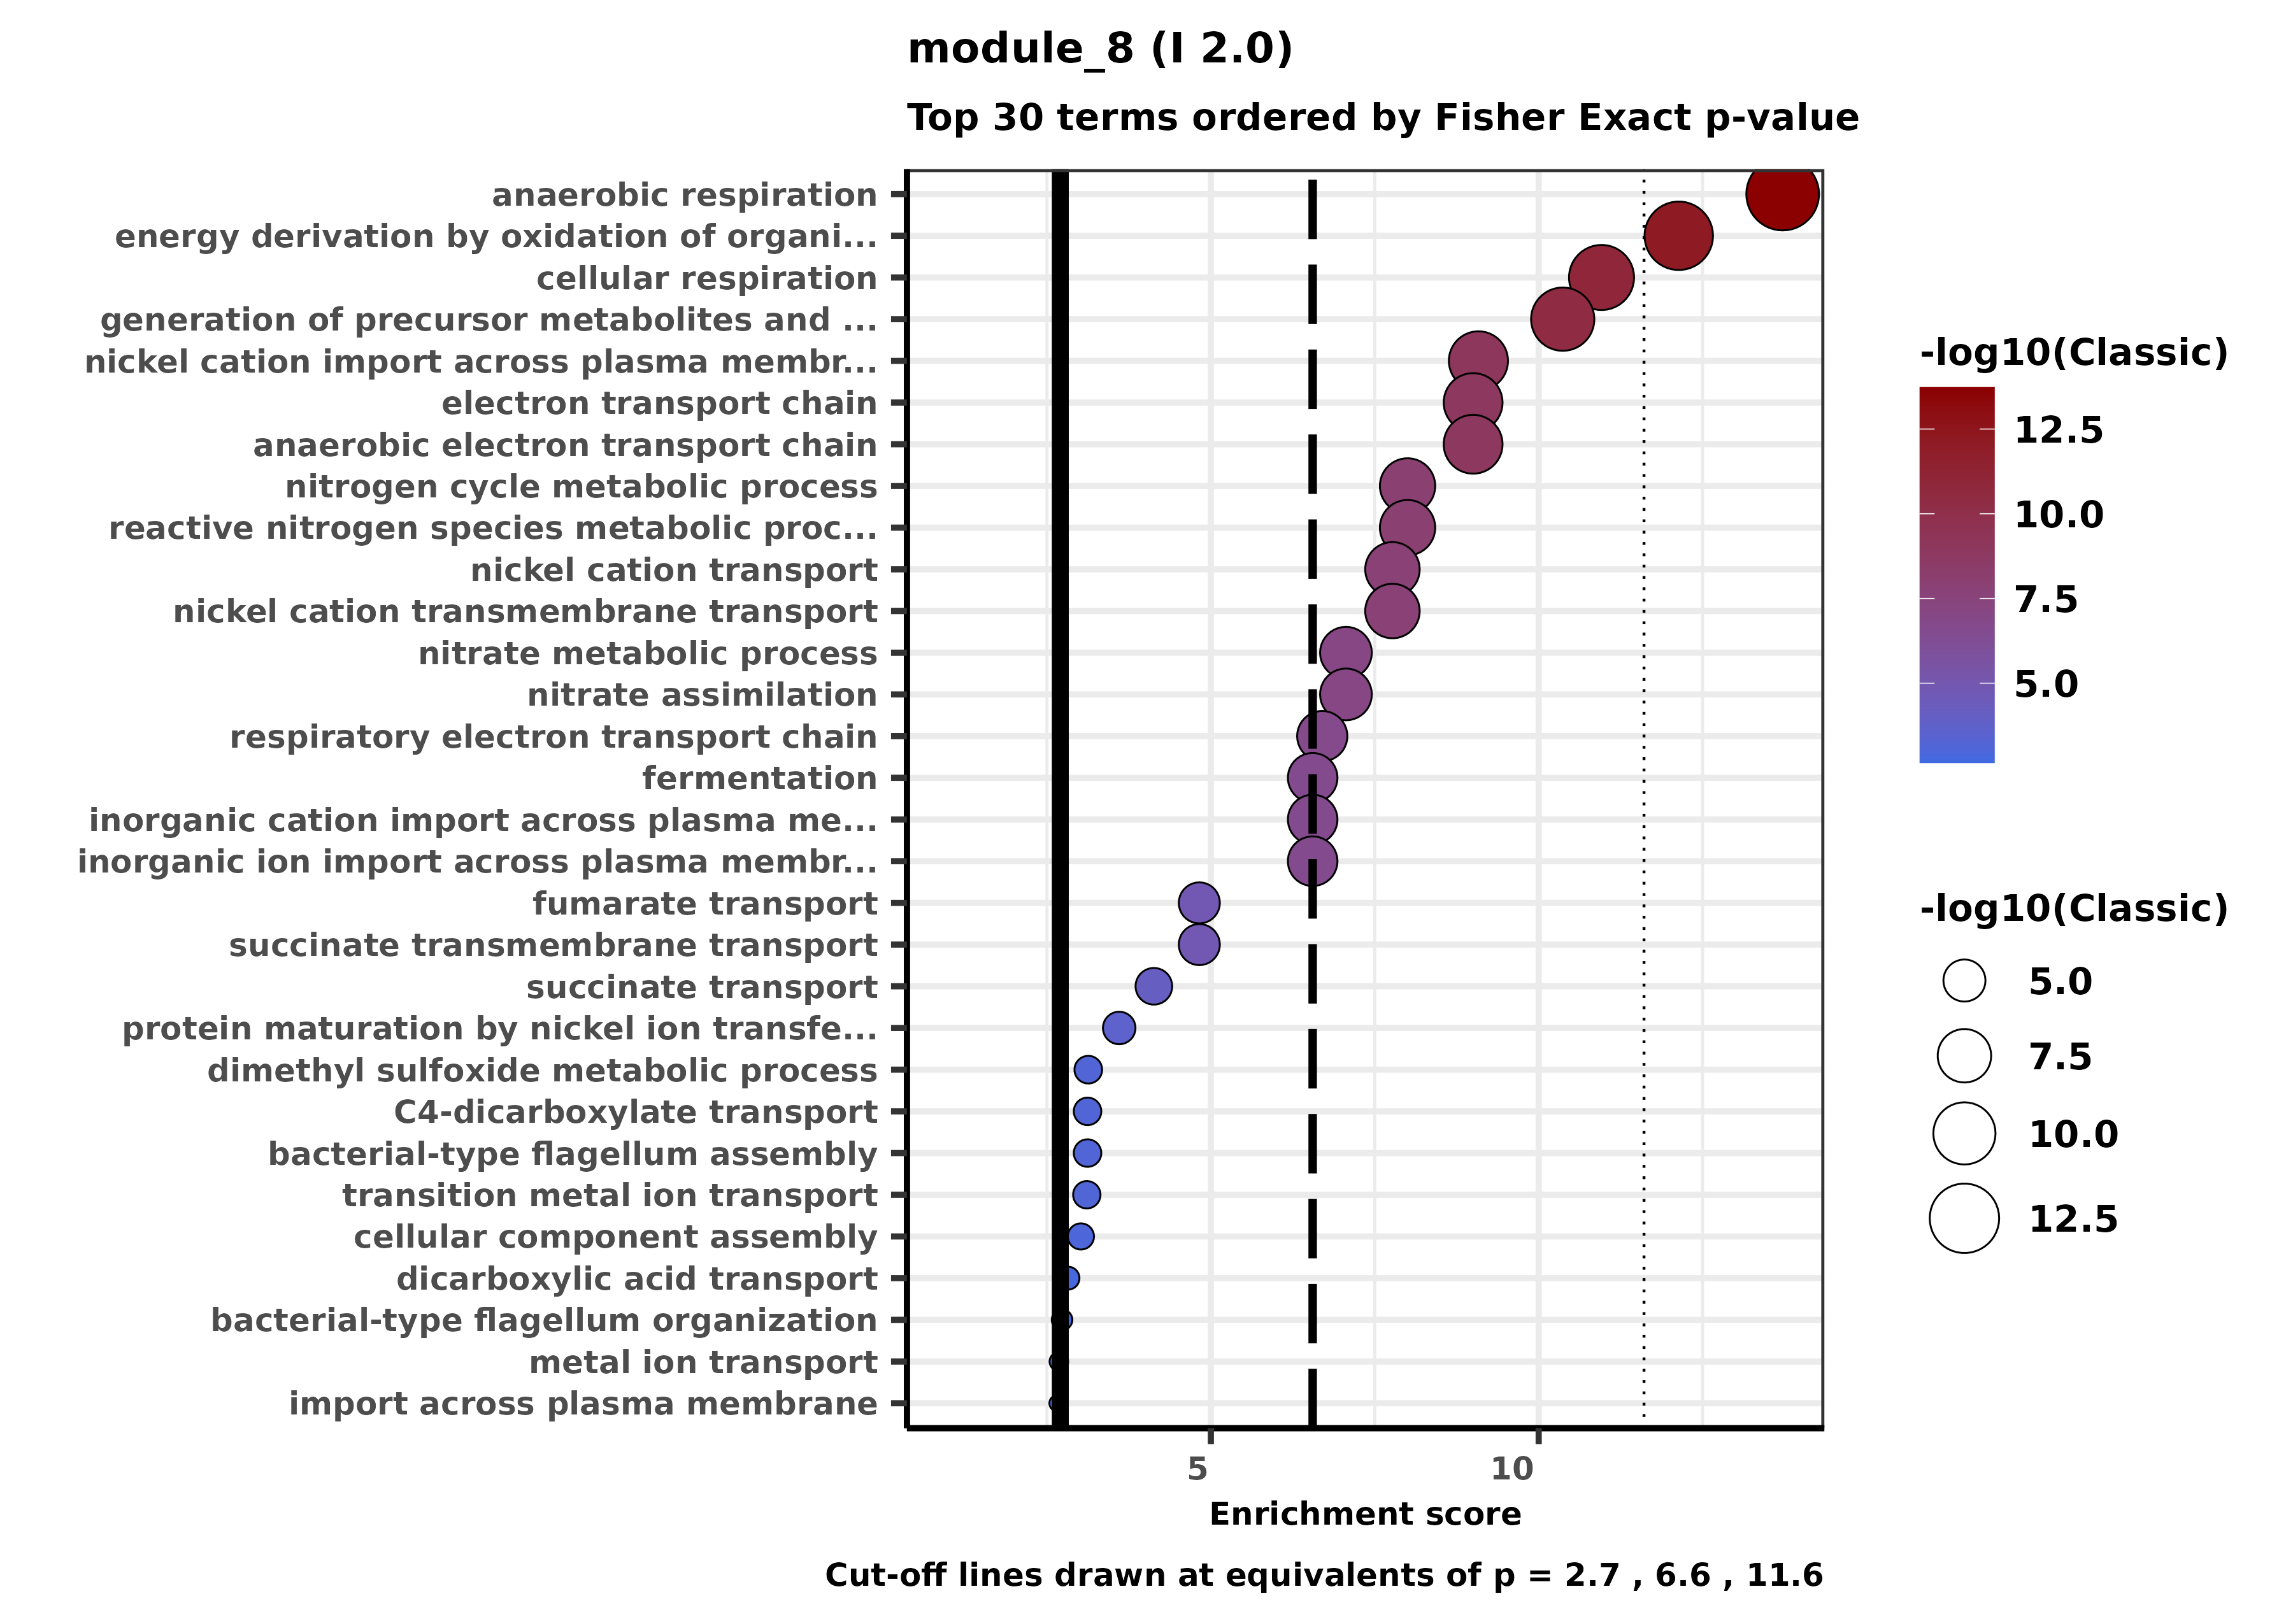 module_8 (I 2.0)
Top 30 terms ordered by Fisher Exact p-value
anaerobic respiration
energy derivation by oxidation of organi...
cellular respiration
generation of precursor metabolites and ...
nickel cation import across plasma membr...
electron transport chain
anaerobic electron transport chain
nitrogen cycle metabolic process
reactive nitrogen species metabolic proc...
nickel cation transport
nickel cation transmembrane transport
nitrate metabolic process
nitrate assimilation
respiratory electron transport chain
fermentation
inorganic cation import across plasma me...
inorganic ion import across plasma membr...
fumarate transport
succinate transmembrane transport
succinate transport
protein maturation by nickel ion transfe...
dimethyl sulfoxide metabolic process
C4-dicarboxylate transport
bacterial-type flagellum assembly
transition metal ion transport
cellular component assembly
dicarboxylic acid transport
bacterial-type flagellum organization
metal ion transport
import across plasma membrane
5 10
Enrichment score
Cut-off lines drawn at equivalents of p = 2.7 , 6.6 , 11.6
-log10(Classic)
12.5
10.0
7.5
5.0
-log10(Classic)
5.0
7.5
10.0
12.5